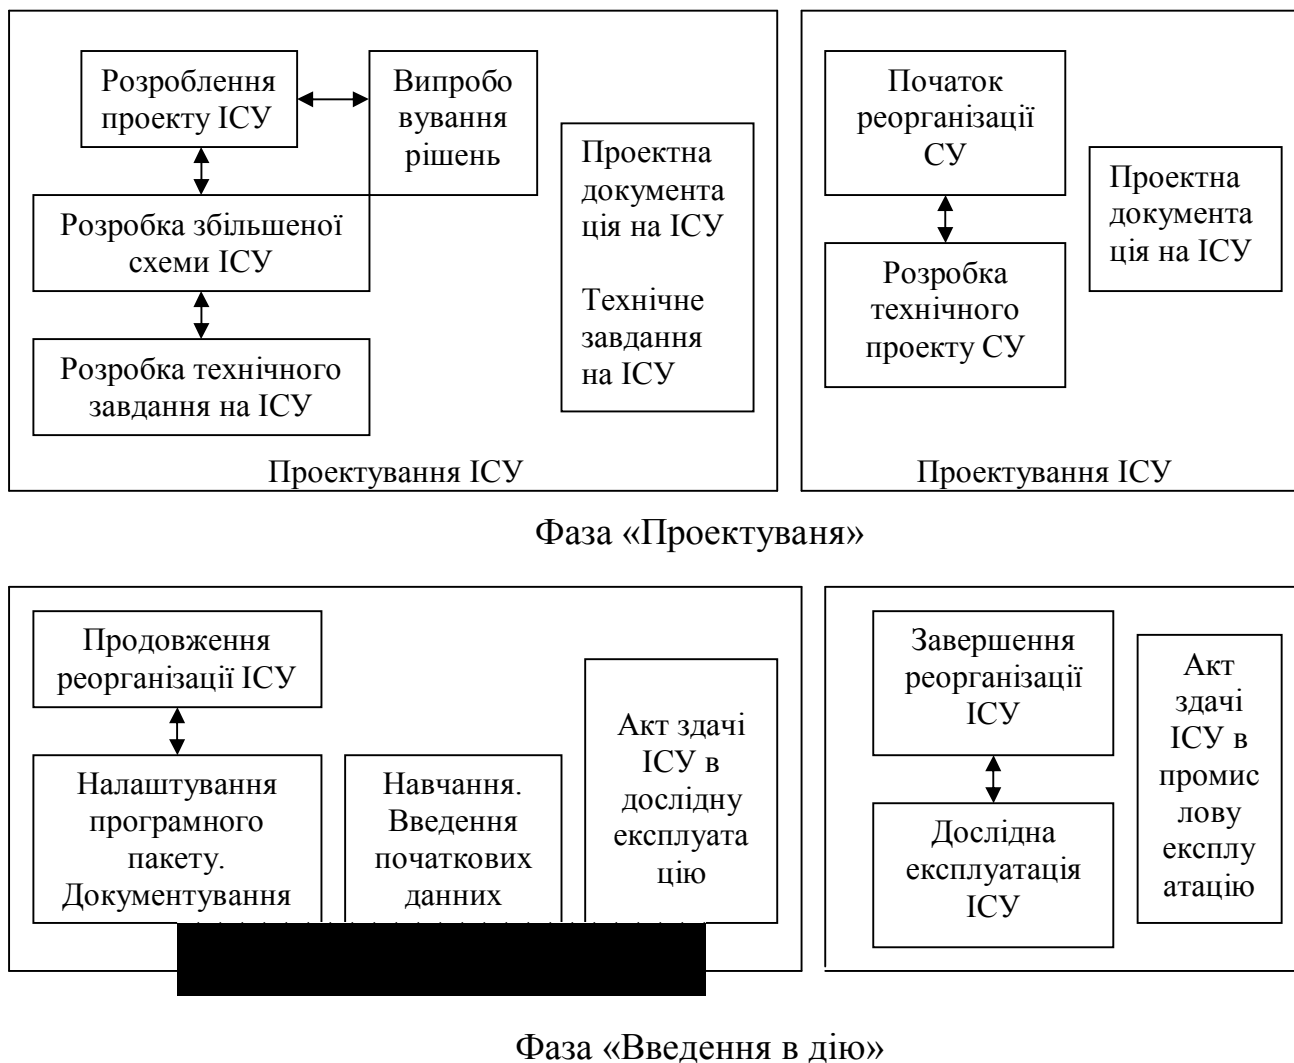 Розроблення
проекту ІСУ
Випробо
вування
рішень
Розробка збільшеної
схеми ІСУ
Розробка технічного
завдання на ІСУ
Проектна
документа
ція на ІСУ
Технічне
завдання
на ІСУ
Проектування ІСУ
Початок
реорганізації
СУ
Розробка
технічного
проекту СУ
Проектна
документа
ція на ІСУ
Проектування ІСУ
Фаза «Проектуваня»
Продовження
реорганізації ІСУ
Налаштування
програмного
пакету.
Документування
Навчання.
Введення
початкових
данних
Акт здачі
ІСУ в
дослідну
експлуата
цію
Завершення
реорганізації
ІСУ
Дослідна
експлуатація
ІСУ
Акт
здачі
ІСУ в
промис
лову
експлу
атацію
Фаза «Введення в дію»